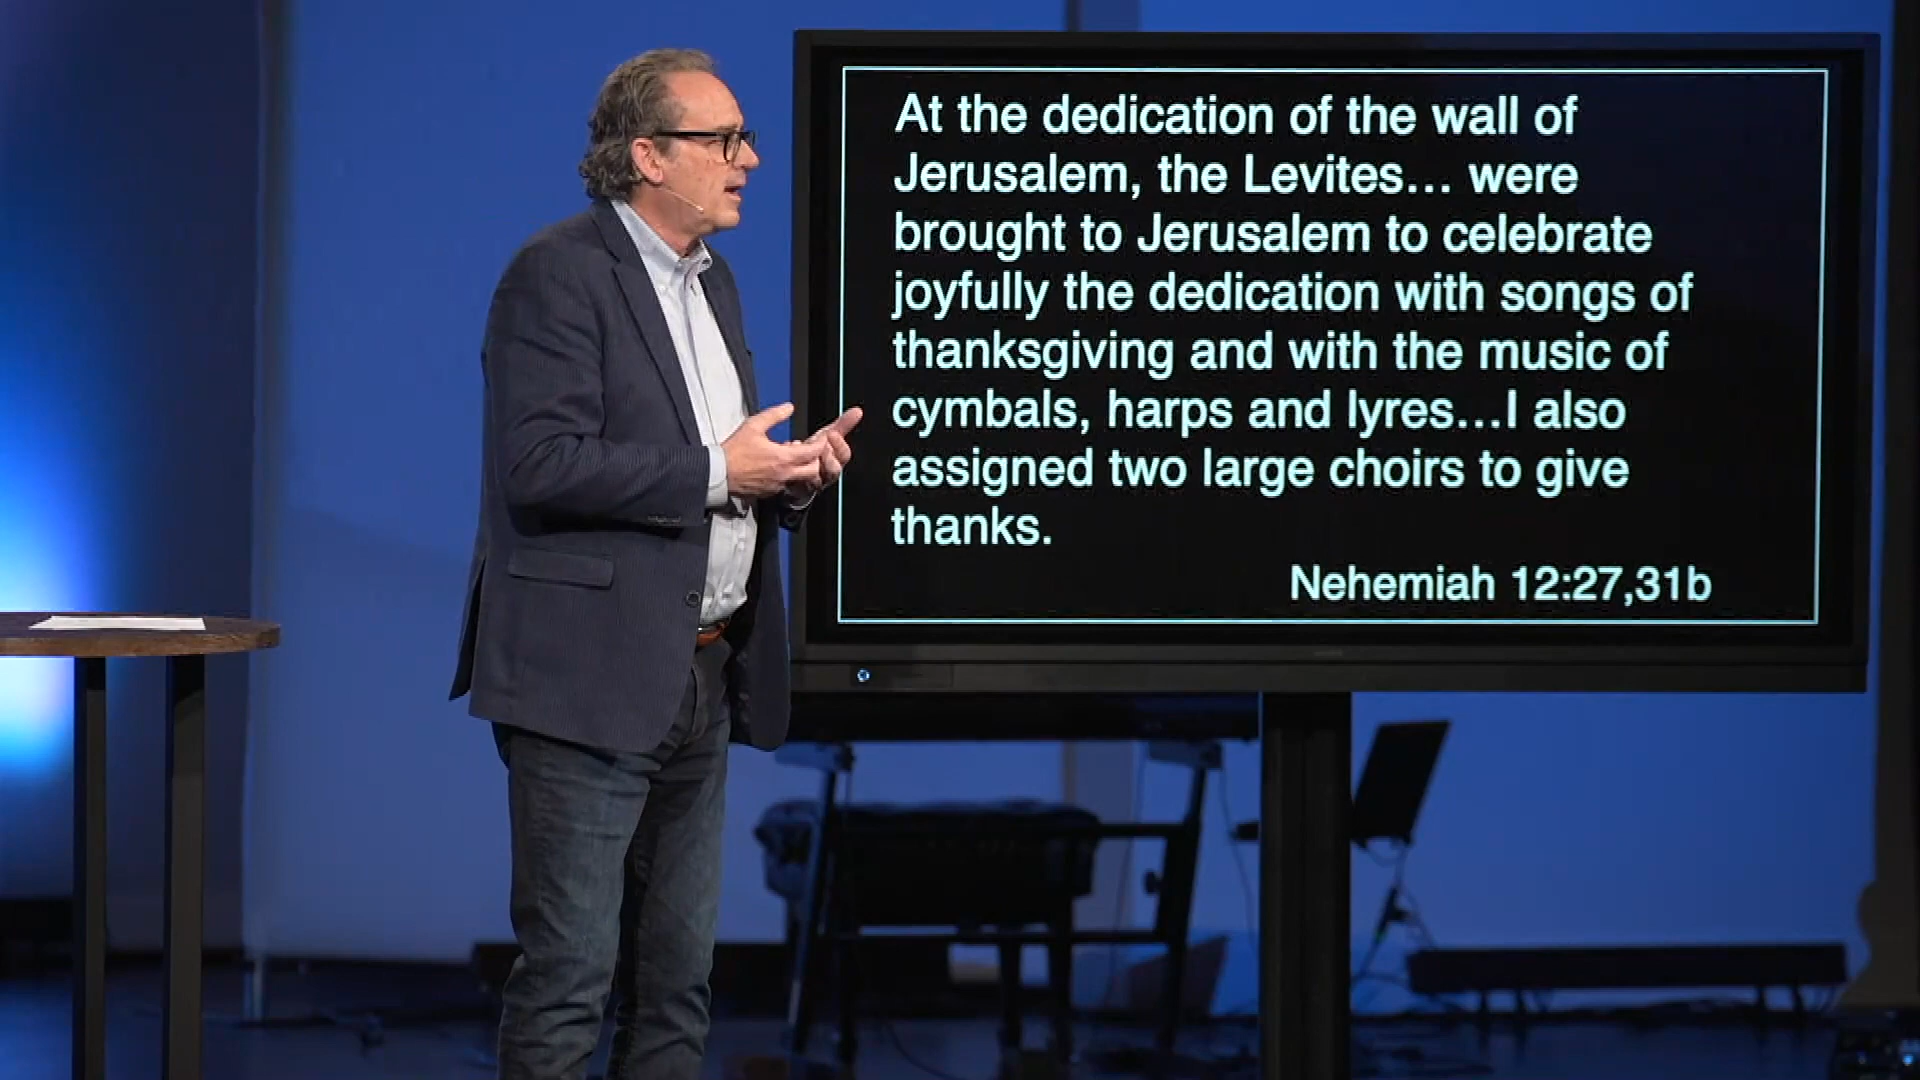 At the dedication of the wall of
Jerusalem, the Levites... were
brought to Jerusalem to celebrate
joyfully the dedication with songs of
thanksgiving and with the music of
cymbals, harps and lyres...I also
assigned two large choirs to give
thanks.
Nehemiah 12:27,31b